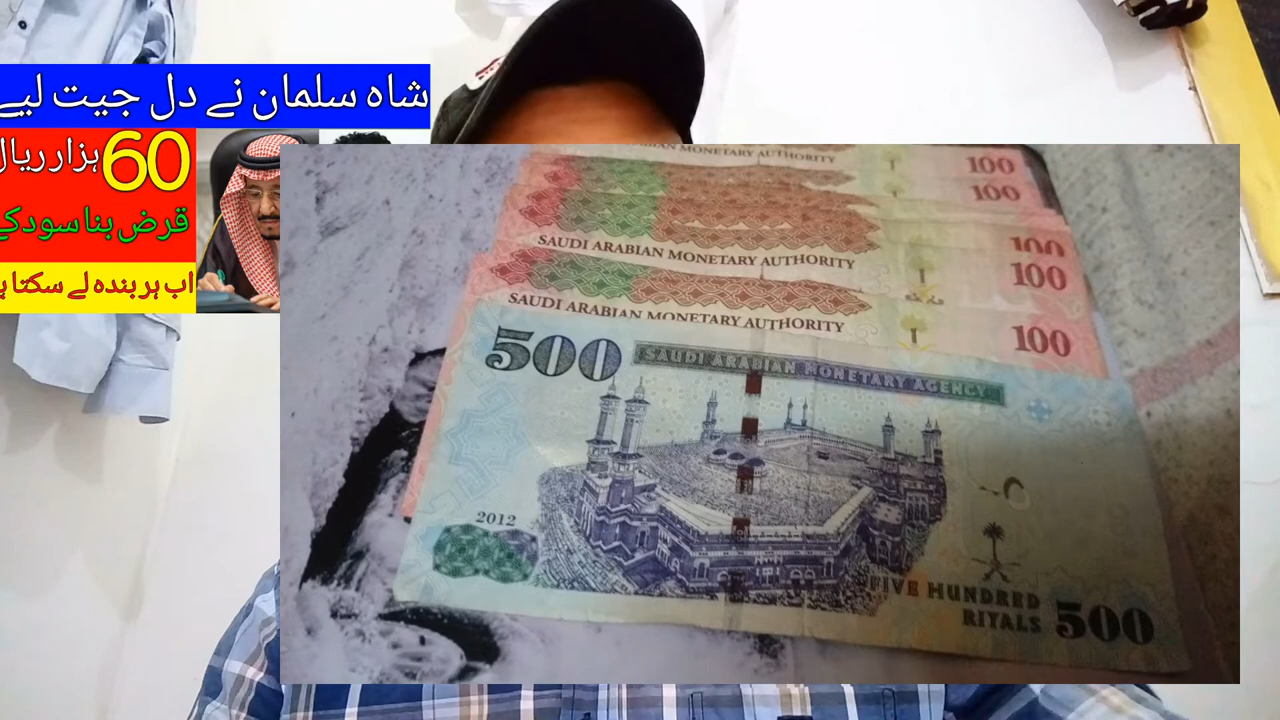 شاہ سلمان نے دل جیت لیے
60 ہزار ریال
قرض بنا سود کے
اب ہر بندہ لے سکتا
MONETARY AUTHORITY
100
100
100
SAUDI ARABIAN MONETARY AUTHORITY
100
SAUDI ARABIAN MONETARY AUTHORITY
100
500
SAUDI ARABIAN MONETARY AGENCY
2012
FIVE HUNDRED
RIYALS
500